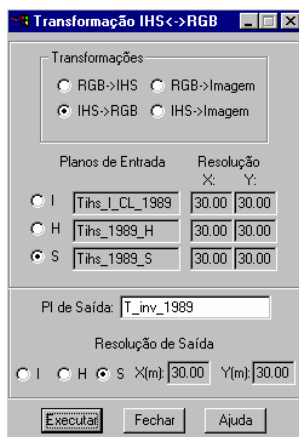 Transformação IHS<->RGB
Transformações
RGB->IHS RGB->Imagem
IHS->RGB IHS->Imagem
Planos de Entrada Resolução
X: Y:
I Tihs_I_CL_1989 30.00 30.00
H Tihs_1989_H 30.00 30.00
S Tihs_1989_S 30.00 30.00
PI de Saída: T_inv_1989
Resolução de Saída
I H S X(m): 30.00 Y(m): 30.00
Executar Fechar Ajuda